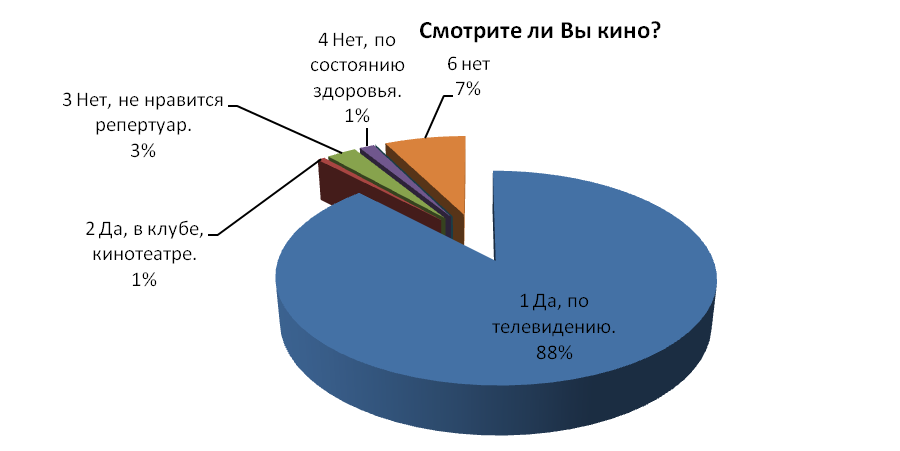 Смотрите ли Вы кино?
4 Нет, по
состоянию
здоровья.
1%
6 нет
7%
3 Нет, не нравится
репертуар.
3%
2 Да, в клубе,
кинотеатре.
1%
1 Да, по
телевидению.
88%